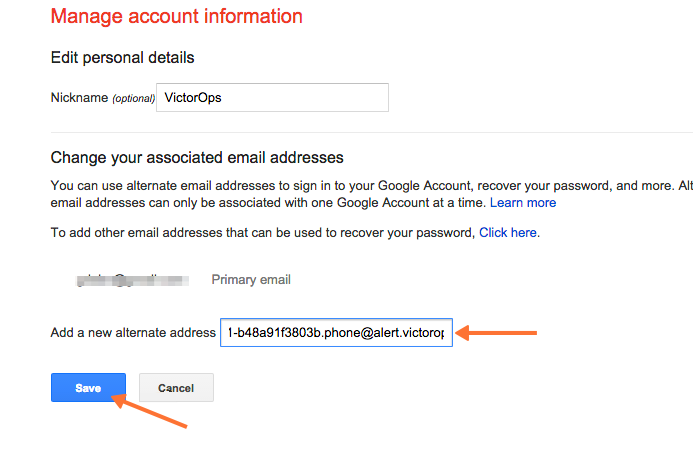 Manage account information
Edit personal details
Nickname (optional) VictorOps
Change your associated email addresses
You can use alternate email addresses to sign in to your Google Account, recover your password, and more. Alt
email addresses can only be associated with one Google Account at a time. Learn more
To add other email addresses that can be used to recover your password, Click here.
Primary email
Add a new alternate address 1-b48a91f3803b.phone@alert.victorop
Save Cancel